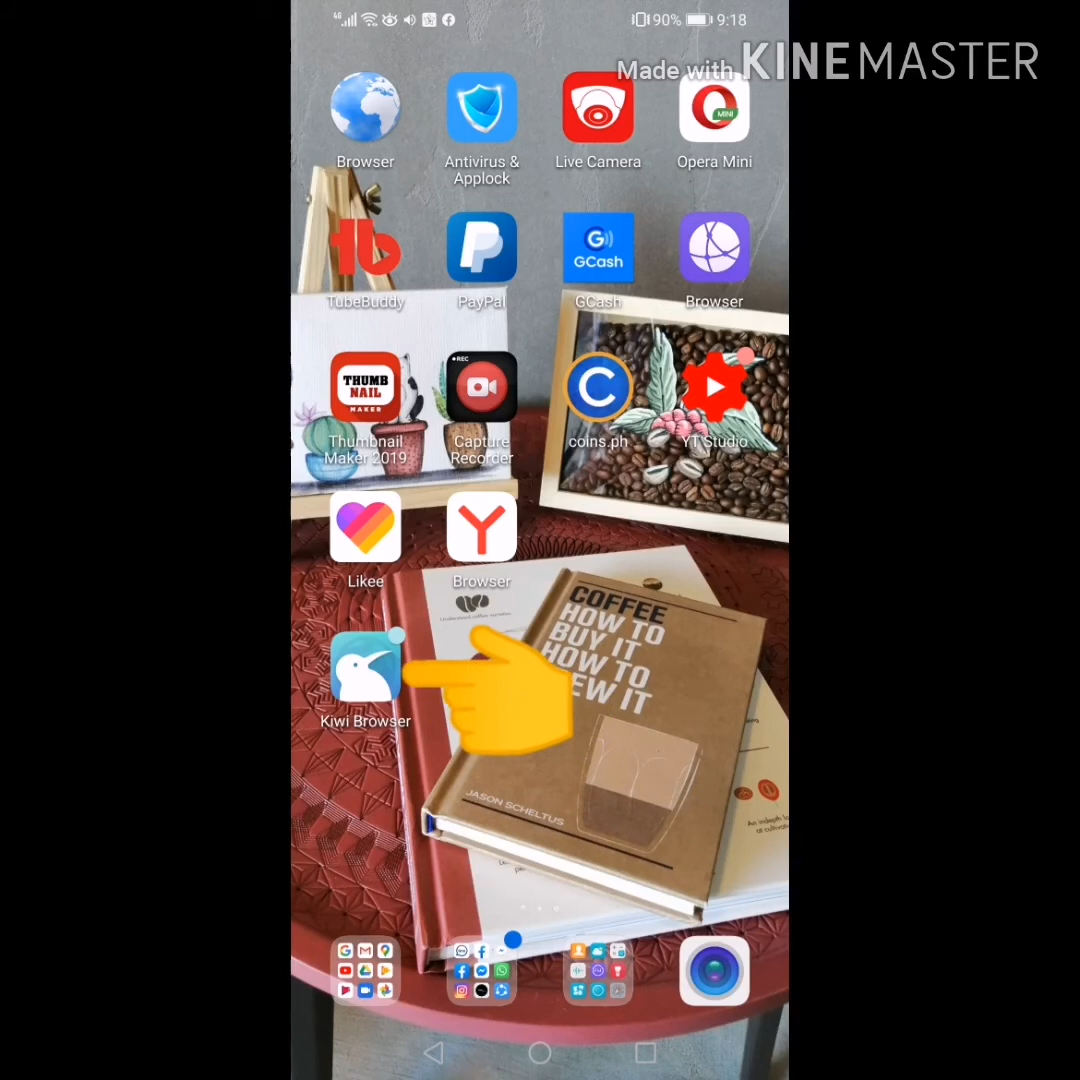 4G
90%
9:18
Made with KINEMASTER
MINI
Browser
Antivirus &
Applock
Live Camera
Opera Mini
TubeBuddy
PayPal
G
GCash
GCash
Browser
THUMB
NAIL
MAKER
REC
Thumbnail
Maker 2019
Capture
Recorder
coins.ph
YT Studio
Likee
Browser
COFFEE
HOW TO
BUY IT
HOW TO
EW IT
Kiwi Browser
JASON SCHELTUS